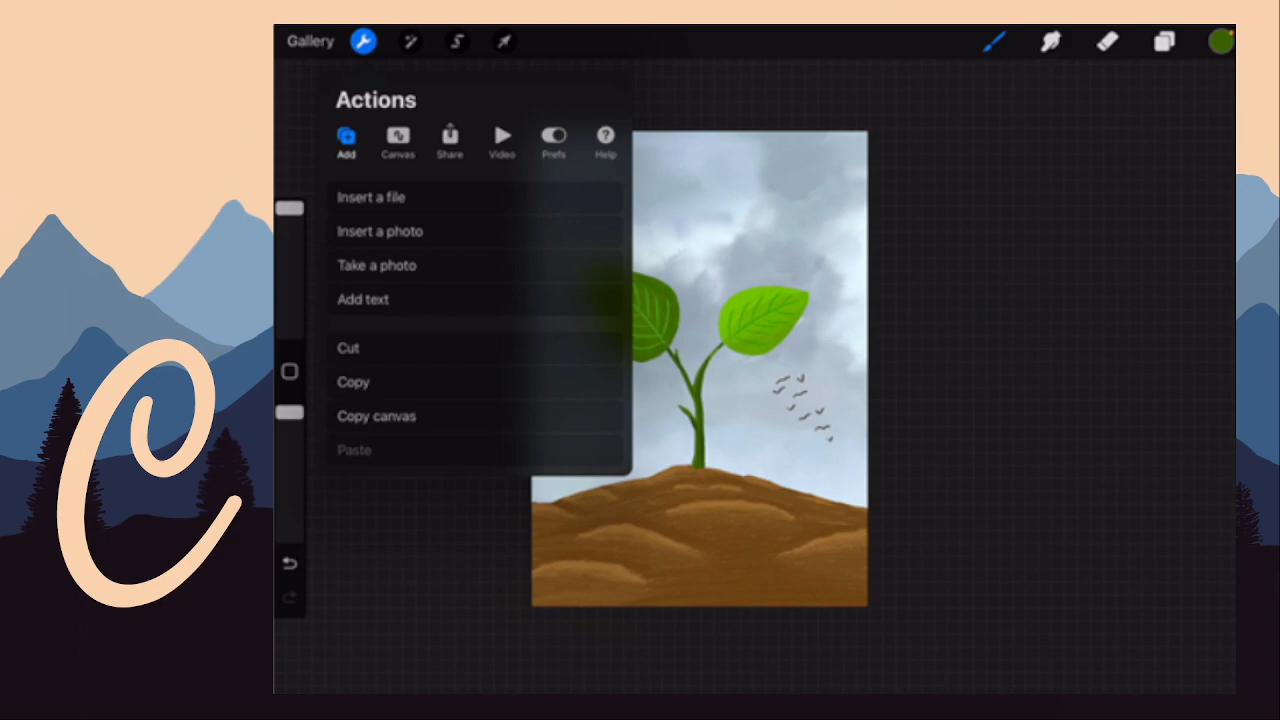 Gallery
Actions
Add Canvas Share Video Prefs Help
Insert a file
Insert a photo
Take a photo
Add text
Cut
Copy
Copy canvas
Paste
C